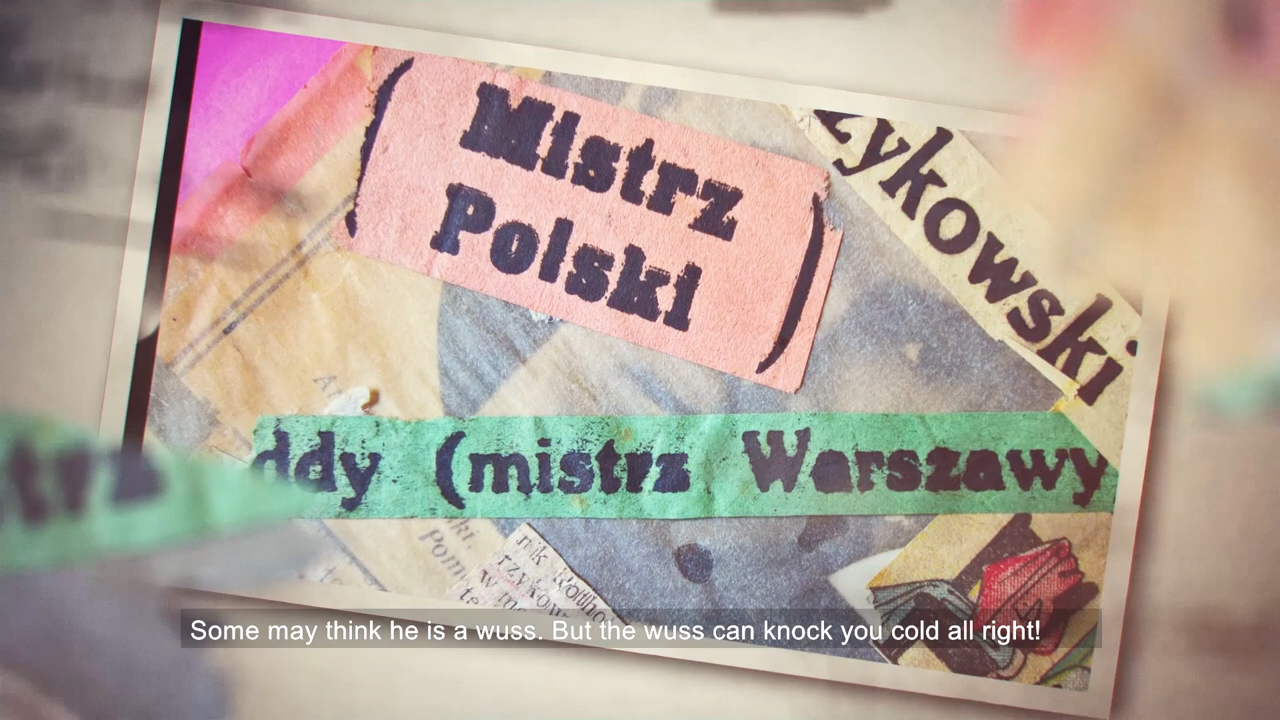 ( Mistrz
Polski )
zykowski
ddy (mistrz Warszawy
Some may think he is a wuss. But the wuss can knock you cold all right!